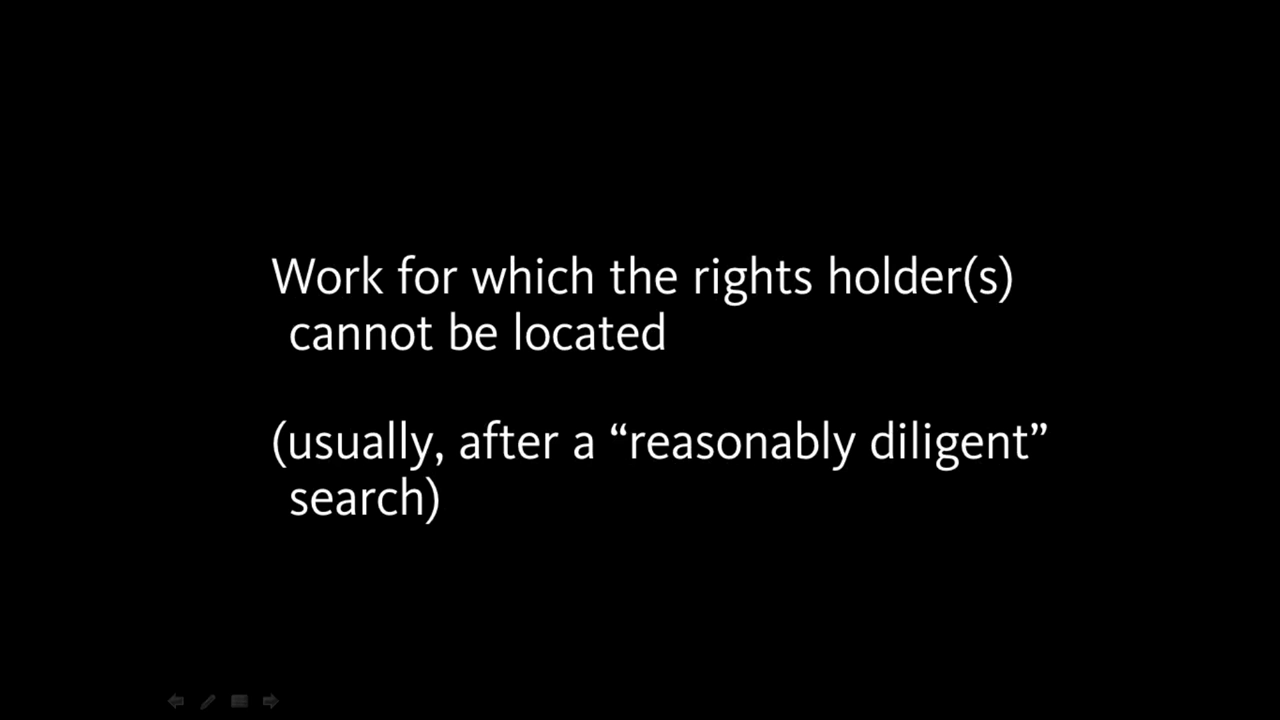 Work for which the rights holder(s)
cannot be located
(usually, after a “reasonably diligent”
search)